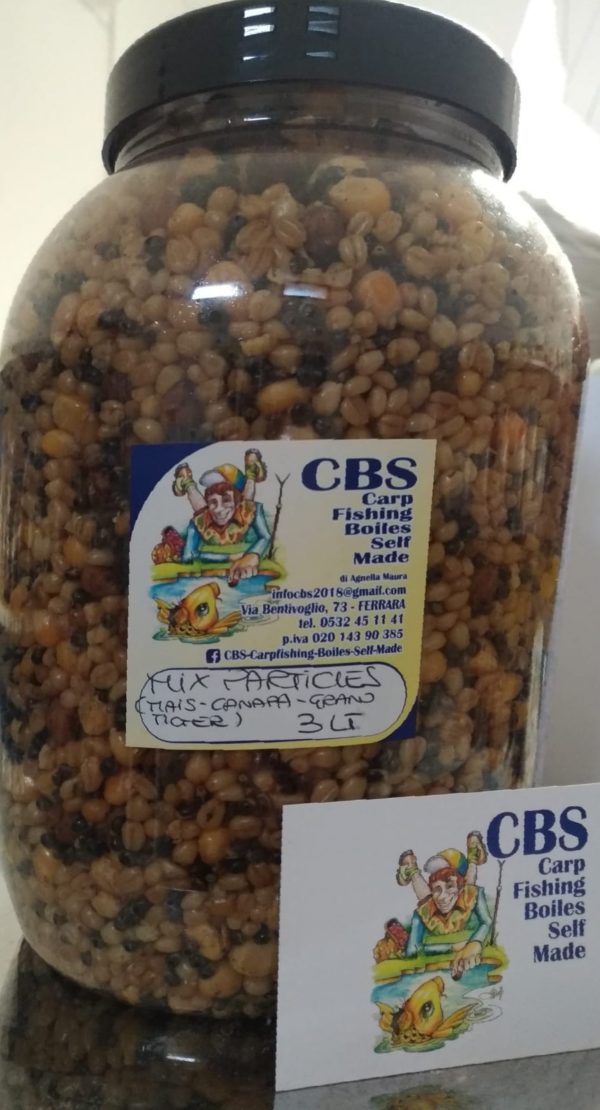 CBS
Carp
Fishing
Boiles
Self
Made
di Agnella Maura
infocbs2018@gmail.com
Via Bentivoglio, 73 - FERRARA
tel. 0532 45 11 41
p.iva 020 143 90 385
CBS-Carpfishing-Boiles-Self-Made
MIX PARTICLES
(MAIS-CANAPA-GRANO
TIGER) 3 LT
CBS
Carp
Fishing
Boiles
Self
Made